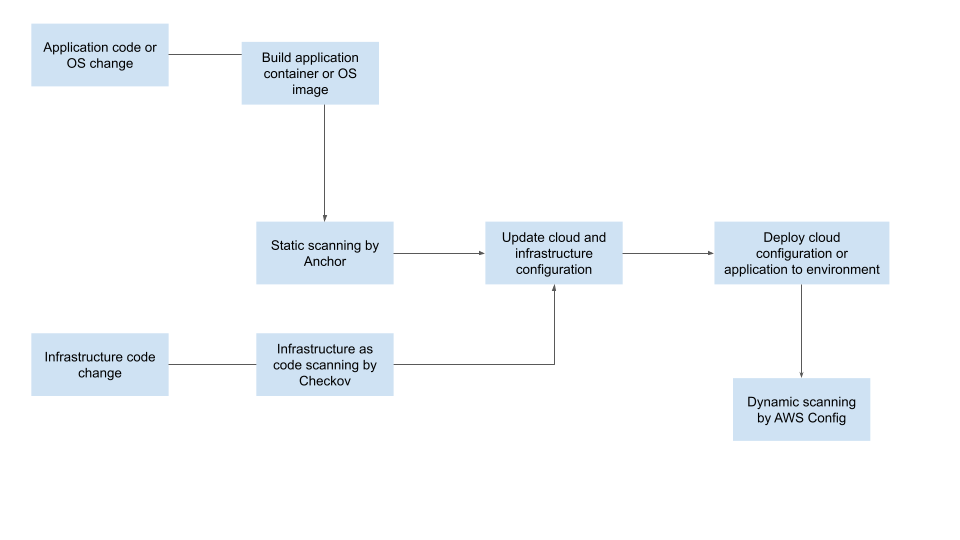 Application code or
OS change
Build application
container or OS
image
Static scanning by
Anchor
Update cloud and
infrastructure
configuration
Deploy cloud
configuration or
application to environment
Infrastructure code
change
Infrastructure as
code scanning by
Checkov
Dynamic scanning
by AWS Config